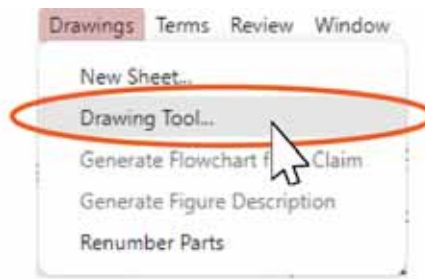 Drawings Terms Review Window
New Sheet...
Drawing Tool...
Generate Flowchart f Claim
Generate Figure Description
Renumber Parts